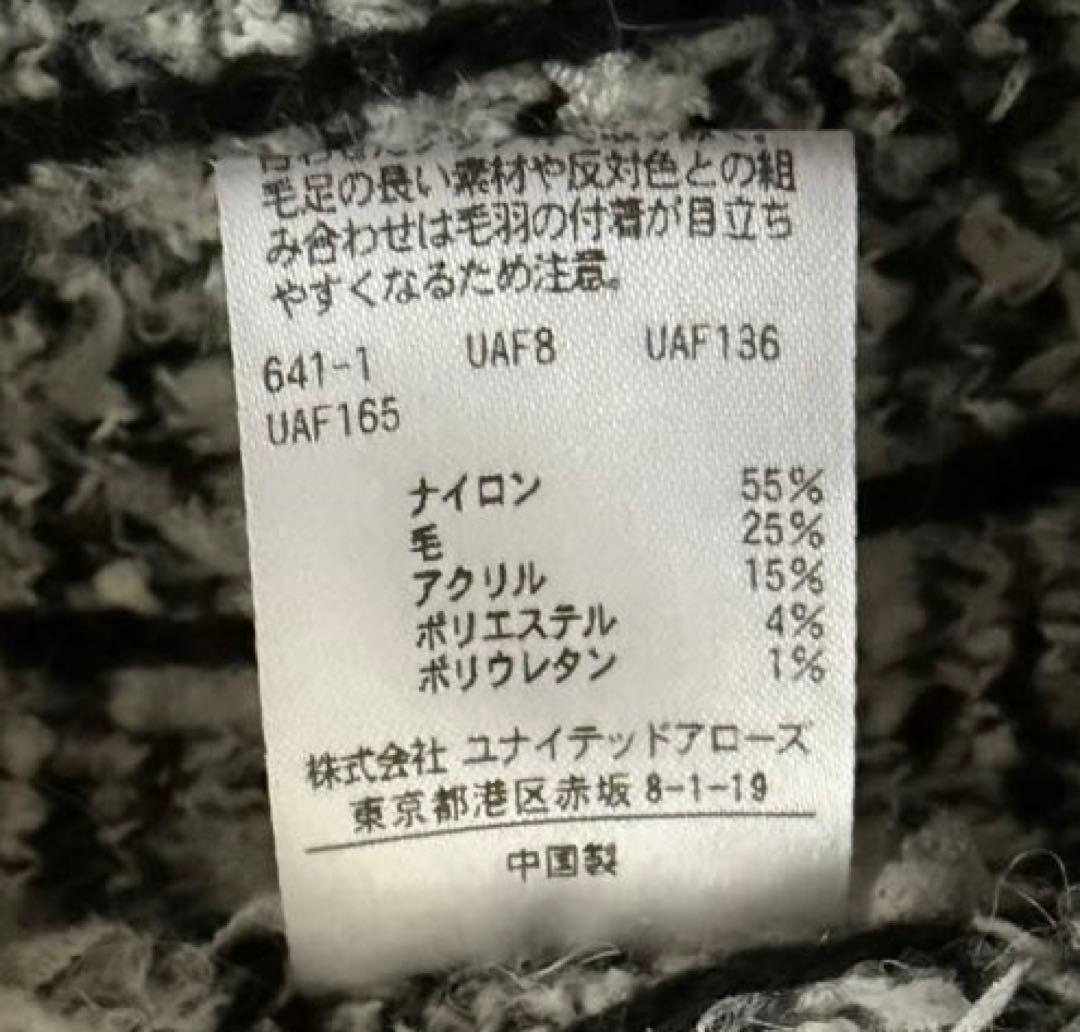 毛足の長い素材や反対色との組
み合わせは毛羽の付着が目立ち
やすくなるため注意。
641-1 UAF8 UAF136
UAF165
ナイロン 55%
毛 25%
アクリル 15%
ポリエステル 4%
ポリウレタン 1%
株式会社 ユナイテッドアローズ
東京都港区赤坂 8-1-19
中国製